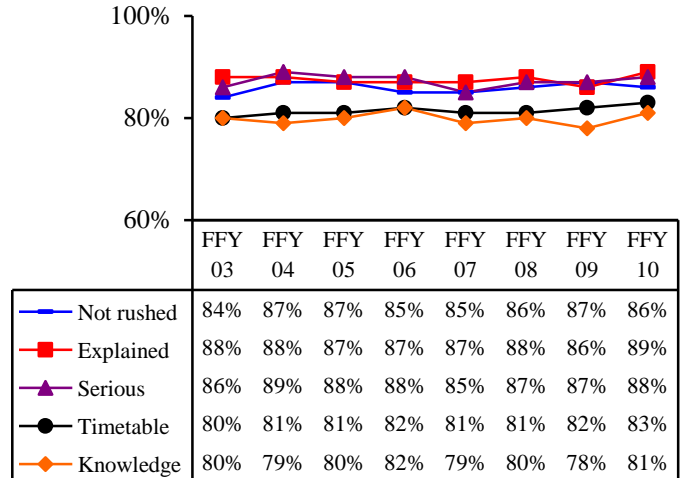 100%
80%
60%
FFY FFY FFY FFY FFY FFY FFY FFY
03 04 05 06 07 08 09 10
Not rushed 84% 87% 87% 85% 85% 86% 87% 86%
Explained 88% 88% 87% 87% 87% 88% 86% 89%
Serious 86% 89% 88% 88% 85% 87% 87% 88%
Timetable 80% 81% 81% 82% 81% 81% 82% 83%
Knowledge 80% 79% 80% 82% 79% 80% 78% 81%